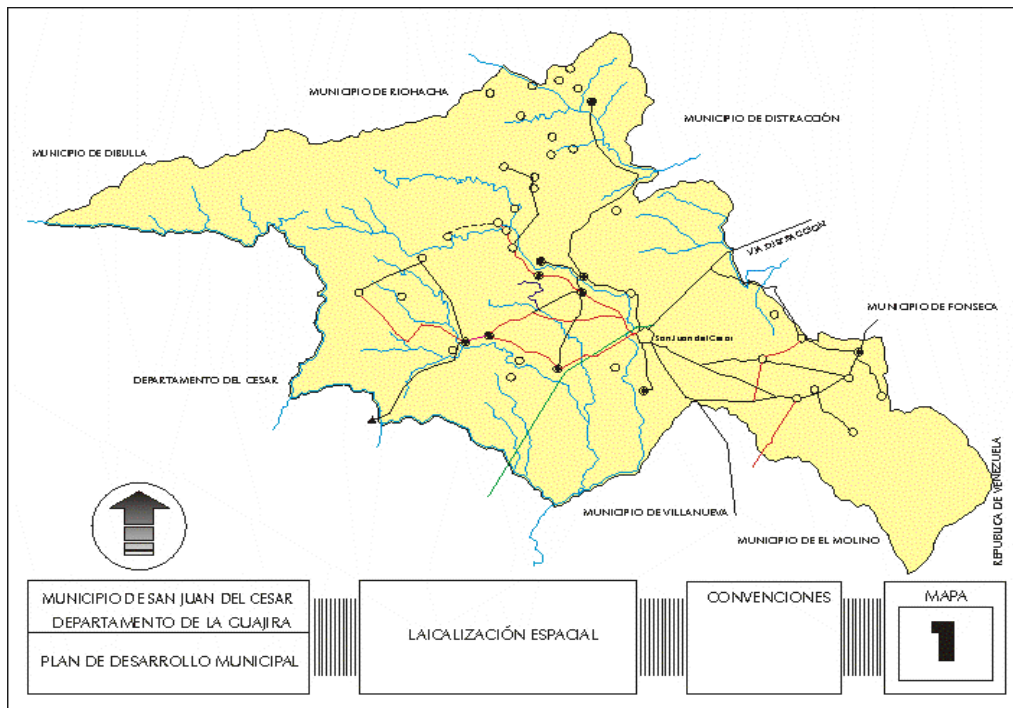 MUNICIPIO DE RIOHACHA
MUNICIPIO DE DISTRACCIÓN
MUNICIPIO DE DIBULLA
VIA DISTRACCION
MUNICIPIO DE FONSECA
San Juan del Cesar
DEPARTAMENTO DEL CESAR
REPUBLICA DE VENEZUELA
MUNICIPIO DE VILLANUEVA
MUNICIPIO DE EL MOLINO
MUNICIPIO DE SAN JUAN DEL CESAR
DEPARTAMENTO DE LA GUAJIRA
PLAN DE DESARROLLO MUNICIPAL
LAICALIZACIÓN ESPACIAL
CONVENCIONES
MAPA
1